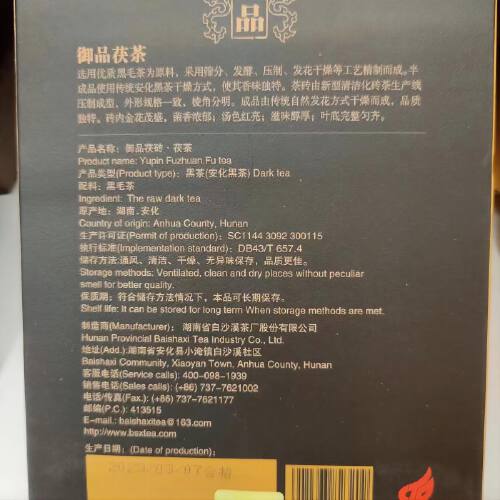 品
御品茯茶
选用优质黑毛茶为原料，采用筛分、发酵、压制、发花干燥等工艺精制而成。半
成品使用传统安化黑茶干燥方式，使其香味独特。茶砖由新型清洁化砖茶生产线
压制成型，外形规格一致，棱角分明。成品由传统自然发花方式干燥而成，品质
独特。砖内金花茂盛，菌香浓郁；汤色红亮；滋味醇厚；叶底完整匀齐。
产品名称：御品茯砖·茯茶
Product name: Yupin Fuzhuan,Fu tea
产品类型(Product type)：黑茶(安化黑茶) Dark tea
配料：黑毛茶
Ingredient: The raw dark tea
原产地：湖南·安化
Country of origin: Anhua County, Hunan
生产许可证(Permit of production)：SC1144 3092 300115
执行标准(Implementation standard)：DB43/T 657.4
储存方法:通风、清洁、干燥、无异味保存，品质更佳。
Storage methods: Ventilated, clean and dry places without peculiar
smell for better quality.
保质期：符合储存方法情况下，本品可长期保存。
Shelf life: It can be stored for long term When storage methods are met.
制造商(Manufacturer)：湖南省白沙溪茶厂股份有限公司
Hunan Provincial Baishaxi Tea Industry Co., Ltd.
地址(Add.)湖南省安化县小淹镇白沙溪社区
Baishaxi Community, Xiaoyan Town, Anhua County, Hunan
客服电话(Service calls): 400-098-1939
销售电话(Sales calls): (+86) 737-7621002
电话/传真(Fax.): (+86) 737-7621177
邮编(P.C.) 413515
E-mail.: baishaxitea@163.com
http://www.bsxtea.com
生产日期：(Date of production):